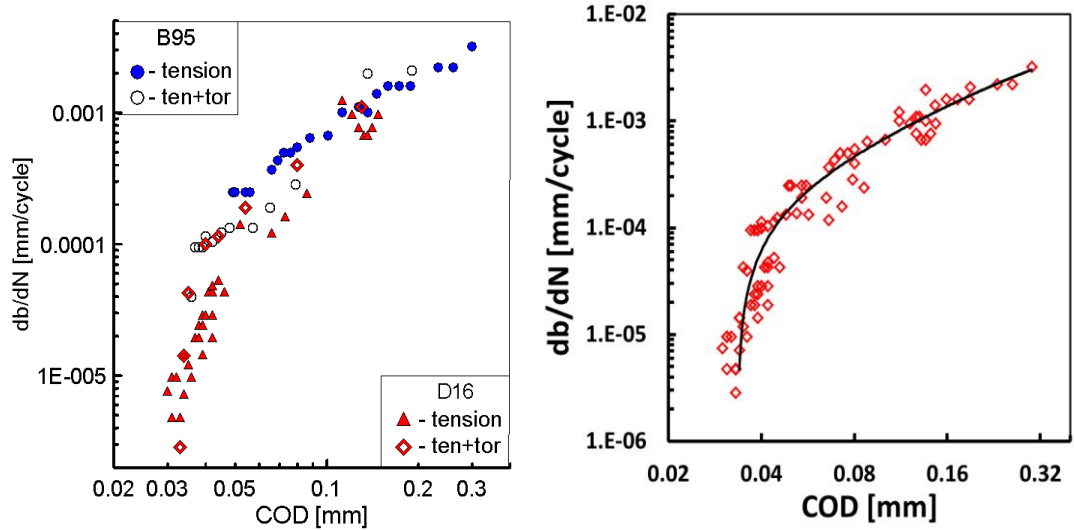 B95
- tension
- ten+tor
0.001
0.0001
1E-005
db/dN [mm/cycle]
D16
- tension
- ten+tor
0.02
0.03
0.05
0.1
0.2
0.3
COD [mm]
1.E-02
1.E-03
1.E-04
1.E-05
1.E-06
db/dN [mm/cycle]
0.02
0.04
0.08
0.16
0.32
COD [mm]